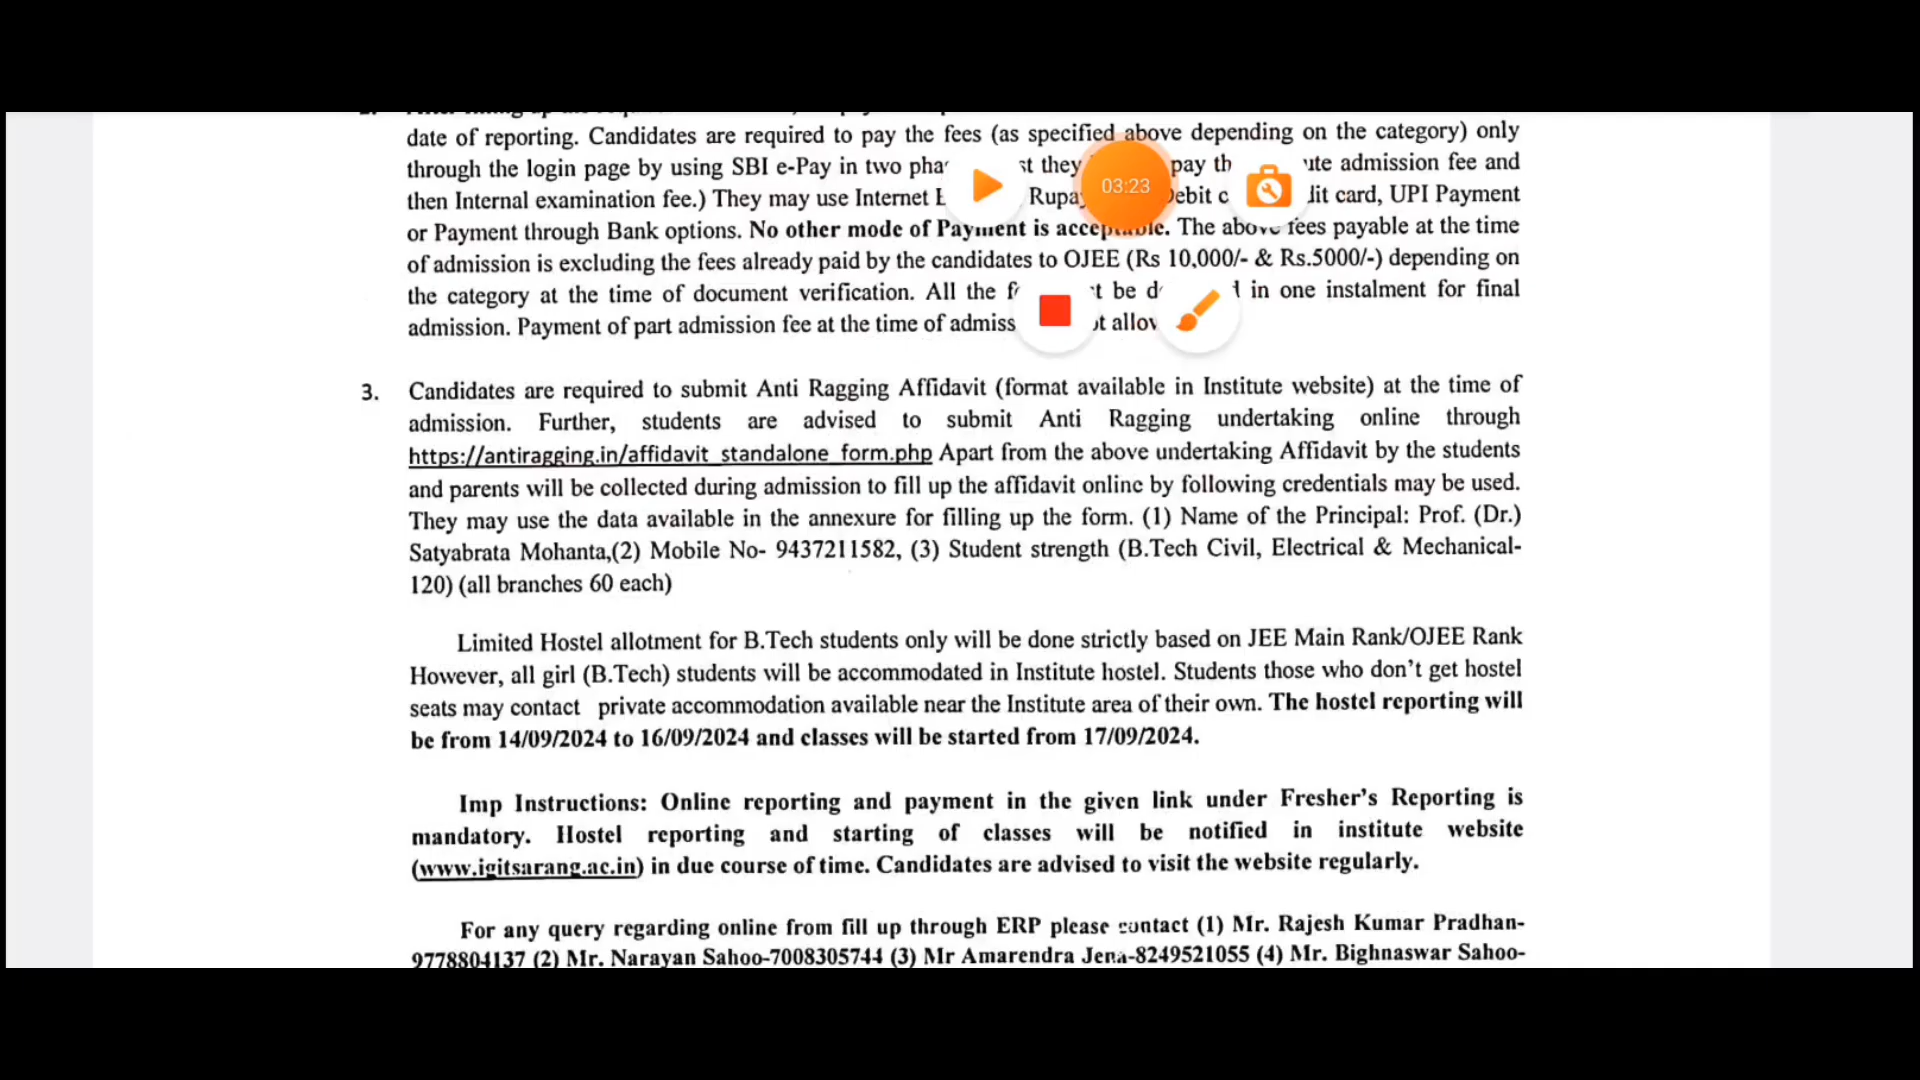 date of reporting. Candidates are required to pay the fees (as specified above depending on the category) only
through the login page by using SBI e-Pay in two they pay admission fee and
then Internal examination fee.) They may use Internet card, UPI Payment
or Payment through Bank options. No other mode of Payment is acceptable. The above fees payable at the time
of admission is excluding the fees already paid by the candidates to OJEE (Rs 10,000/- & Rs.5000/-) depending on
the category at the time of document verification. All the be in one instalment for final
admission. Payment of part admission fee at the time of
03:23
3. Candidates are required to submit Anti Ragging Affidavit (format available in Institute website) at the time of
admission. Further, students are advised to submit Anti Ragging undertaking online through
https://antiragging.in/affidavit_standalone_form.php Apart from the above undertaking Affidavit by the students
and parents will be collected during admission to fill up the affidavit online by following credentials may be used.
They may use the data available in the annexure for filling up the form. (1) Name of the Principal: Prof. (Dr.)
Satyabrata Mohanta,(2) Mobile No- 9437211582, (3) Student strength (B.Tech Civil, Electrical & Mechanical-
120) (all branches 60 each)
Limited Hostel allotment for B.Tech students only will be done strictly based on JEE Main Rank/OJEE Rank
However, all girl (B.Tech) students will be accommodated in Institute hostel. Students those who don't get hostel
seats may contact private accommodation available near the Institute area of their own. The hostel reporting will
be from 14/09/2024 to 16/09/2024 and classes will be started from 17/09/2024.
Imp Instructions: Online reporting and payment in the given link under Fresher's Reporting is
mandatory. Hostel reporting and starting of classes will be notified in institute website
(www.igitsarang.ac.in) in due course of time. Candidates are advised to visit the website regularly.
For any query regarding online from fill up through ERP please contact (1) Mr. Rajesh Kumar Pradhan-
9778804137 (2) Mr. Narayan Sahoo-7008305744 (3) Mr Amarendra Jena-8249521055 (4) Mr. Bighnaswar Sahoo-